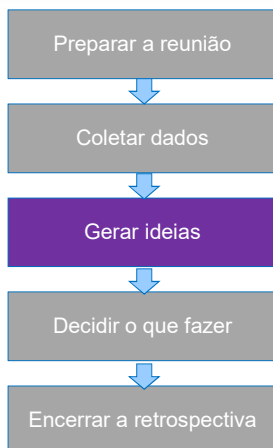 Preparar a reunião
Coletar dados
Gerar ideias
Decidir o que fazer
Encerrar a retrospectiva